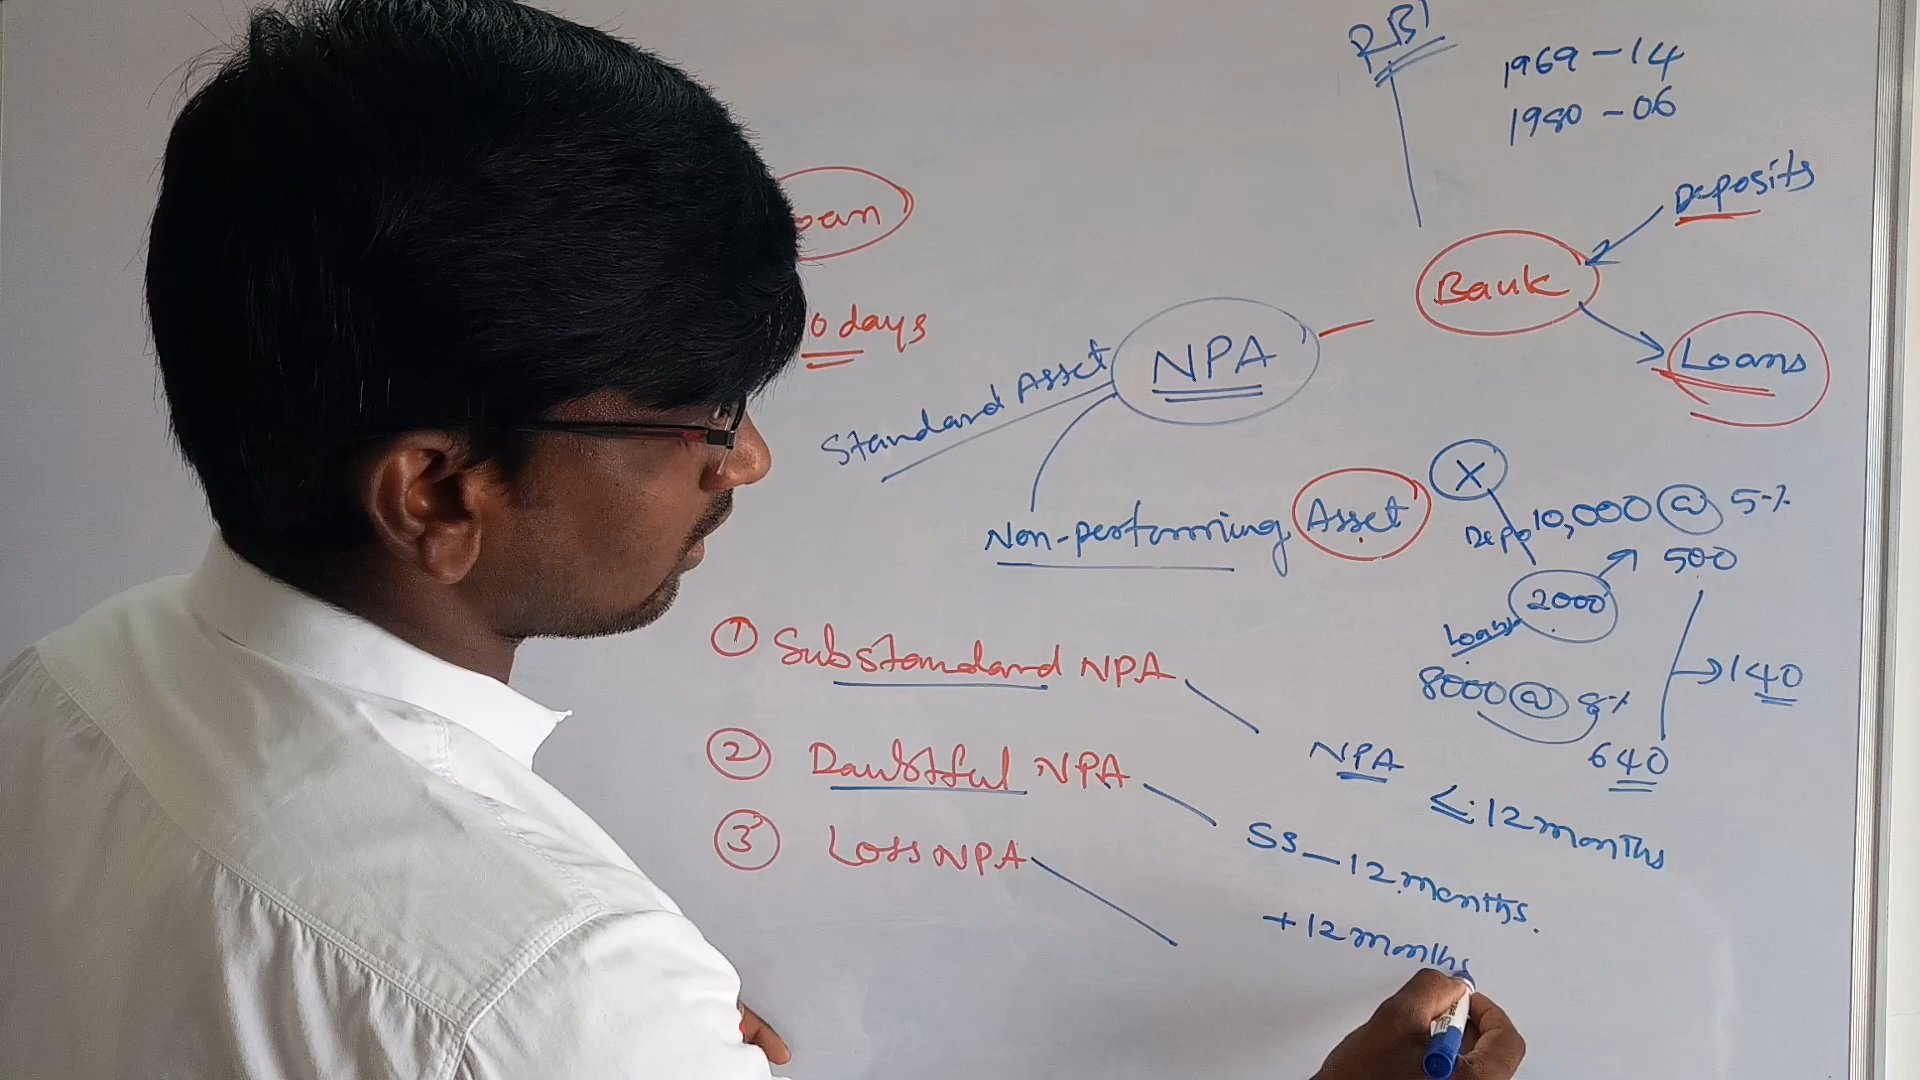 RBI
1969 - 14
1980 - 06
Deposits
Bank
Loans
oan
0 days
Standard Asset
NPA
Non-performing Asset
X
Depo 10,000 @ 5%
500
2000
Loans
8000 @ 8%
640
140
① Substandard NPA
NPA
≤ 12 months
② Doubtful NPA
SS - 12 months.
③ Loss NPA
+12 months